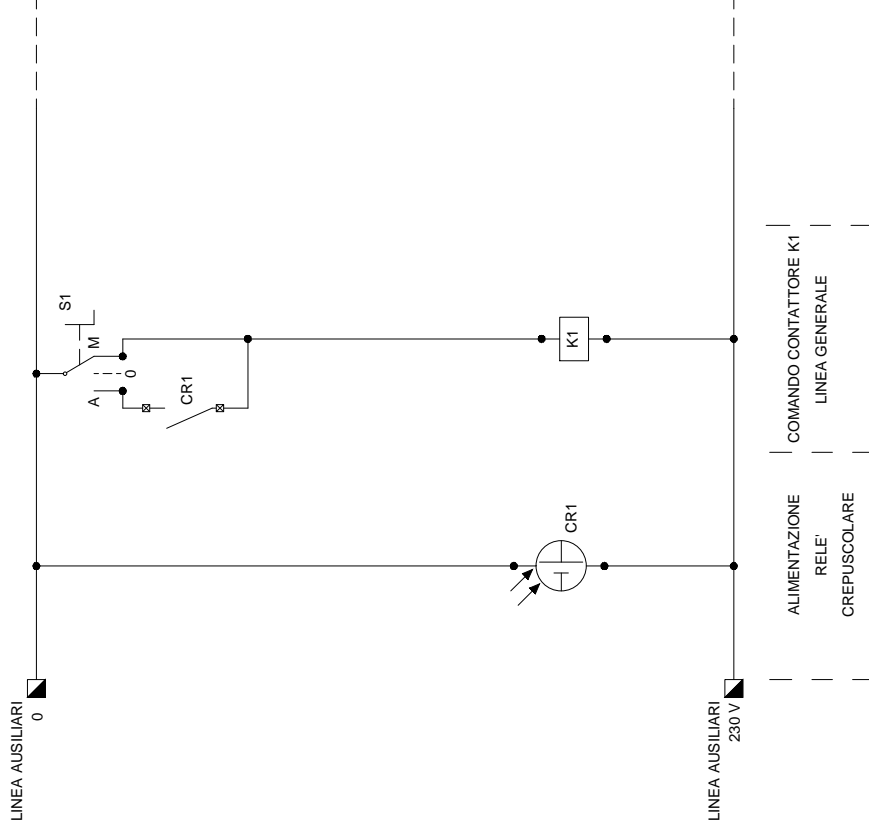 LINEA AUSILIARI
0
CR1
A
0
M
S1
CR1
K1
LINEA AUSILIARI
230 V
ALIMENTAZIONE
RELE'
CREPUSCOLARE
COMANDO CONTATTORE K1
LINEA GENERALE